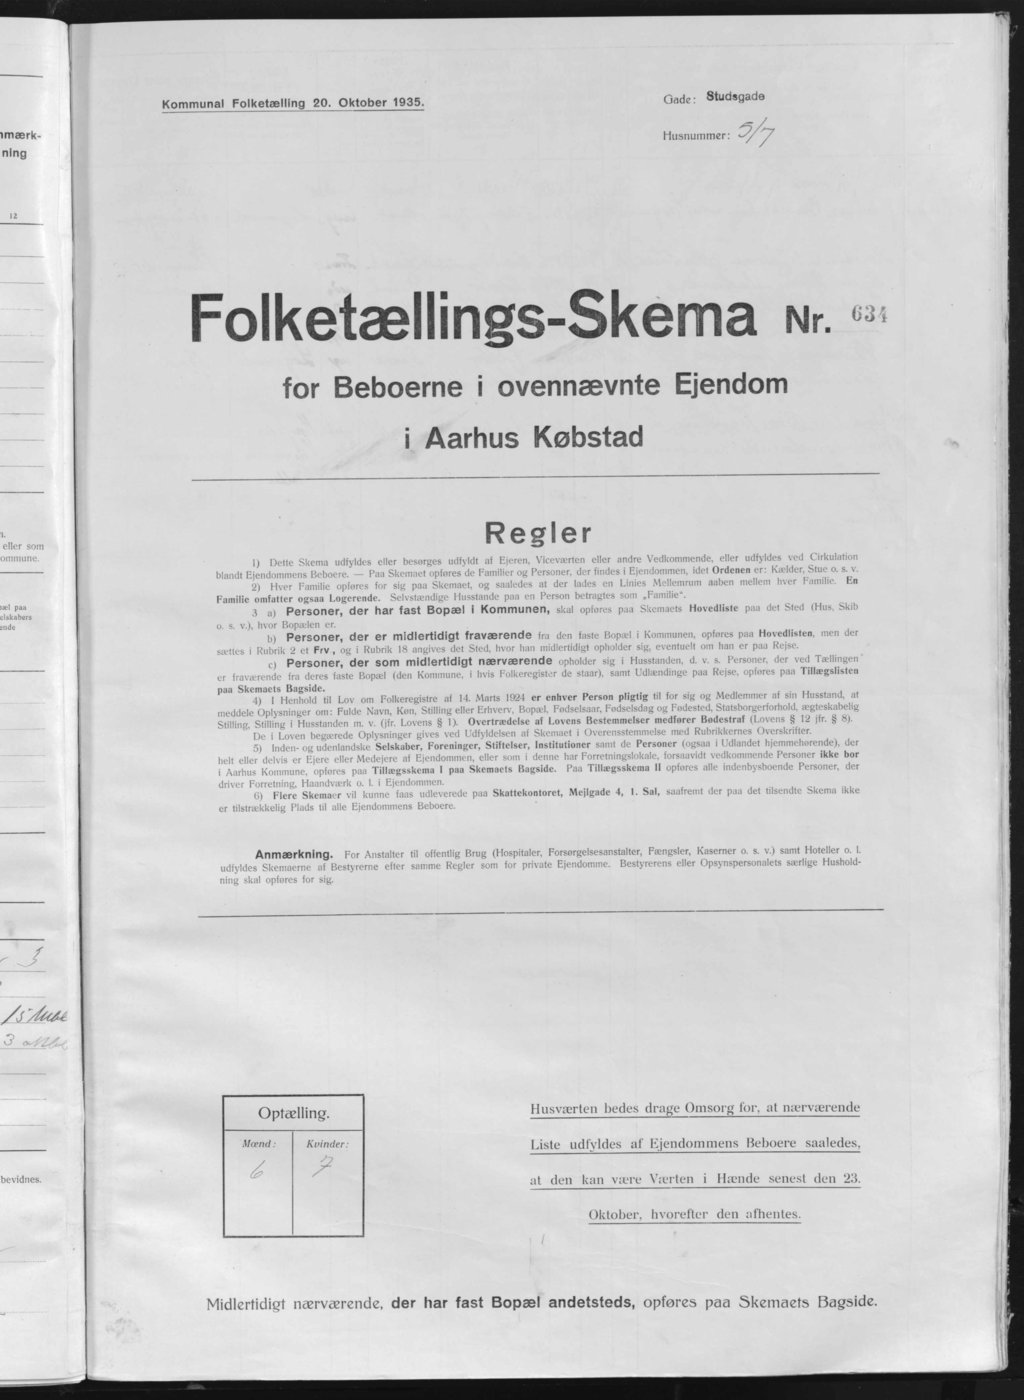 nmærk-
ning
12
n.
eller som
ommune.
pæl paa
elskabers
ende
3
3
bevidnes.
Kommunal Folketælling 20. Oktober 1935.
Gade: Studsgade
Husnummer: 5/7
Folketællings-Skema Nr. 634
for Beboerne i ovennævnte Ejendom
i Aarhus Købstad
Regler
1) Dette Skema udfyldes eller besørges udfyldt af Ejeren, Viceværten eller andre Vedkommende, eller udfyldes ved Cirkulation
blandt Ejendommens Beboere. — Paa Skemaet opføres de Familier og Personer, der findes i Ejendommen, idet Ordenen er: Kælder, Stue o. s. v.
2) Hver Familie opføres for sig paa Skemaet, og saaledes at der lades en Linies Mellemrum aaben mellem hver Familie. En
Familie omfatter ogsaa Logerende. Selvstændige Husstande paa en Person betragtes som „Familie“.
3 a) Personer, der har fast Bopæl i Kommunen, skal opføres paa Skemaets Hovedliste paa det Sted (Hus, Skib
o. s. v.), hvor Bopælen er.
b) Personer, der er midlertidigt fraværende fra den faste Bopæl i Kommunen, opføres paa Hovedlisten, men der
sættes i Rubrik 2 et Frv., og i Rubrik 18 angives det Sted, hvor han midlertidigt opholder sig, eventuelt om han er paa Rejse.
c) Personer, der som midlertidigt nærværende opholder sig i Husstanden, d. v. s. Personer, der ved Tællingen
er fraværende fra deres faste Bopæl (den Kommune, i hvis Folkeregister de staar), samt Udlændinge paa Rejse, opføres paa Tillægslisten
paa Skemaets Bagside.
4) I Henhold til Lov om Folkeregistre af 14. Marts 1924 er enhver Person pligtig til for sig og Medlemmer af sin Husstand, at
meddele Oplysninger om: Fulde Navn, Køn, Stilling eller Erhverv, Bopæl, Fødselsaar, Fødselsdag og Fødested, Statsborgerforhold, ægteskabelig
Stilling, Stilling i Husstanden m. v. (jfr. Lovens § 1). Overtrædelse af Lovens Bestemmelser medfører Bødestraf (Lovens § 12 jfr. § 8).
De i Loven begærede Oplysninger gives ved Udfyldelsen af Skemaet i Overensstemmelse med Rubrikkernes Overskrifter.
5) Inden- og udenlandske Selskaber, Foreninger, Stiftelser, Institutioner samt de Personer (ogsaa i Udlandet hjemmehørende), der
helt eller delvis er Ejere eller Medejere af Ejendommen, eller som i denne har Forretningslokale, forsaavidt vedkommende Personer ikke bor
i Aarhus Kommune, opføres paa Tillægsskema I paa Skemaets Bagside. Paa Tillægsskema II opføres alle indenbysboende Personer, der
driver Forretning, Haandværk o. l. i Ejendommen.
6) Flere Skemaer vil kunne faas udleverede paa Skattekontoret, Mejlgade 4, 1. Sal, saafremt der paa det tilsendte Skema ikke
er tilstrækkelig Plads til alle Ejendommens Beboere.
Anmærkning. For Anstalter til offentlig Brug (Hospitaler, Forsørgelsesanstalter, Fængsler, Kaserner o. s. v.) samt Hoteller o. l.
udfyldes Skemaerne af Bestyrerne efter samme Regler som for private Ejendomme. Bestyrerens eller Opsynspersonalets særlige Hushold-
ning skal opføres for sig.
Optælling.
Mænd: Kvinder:
6 7
Husværten bedes drage Omsorg for, at nærværende
Liste udfyldes af Ejendommens Beboere saaledes,
at den kan være Værten i Hænde senest den 23.
Oktober, hvorefter den afhentes.
Midlertidigt nærværende, der har fast Bopæl andetsteds, opføres paa Skemaets Bagside.